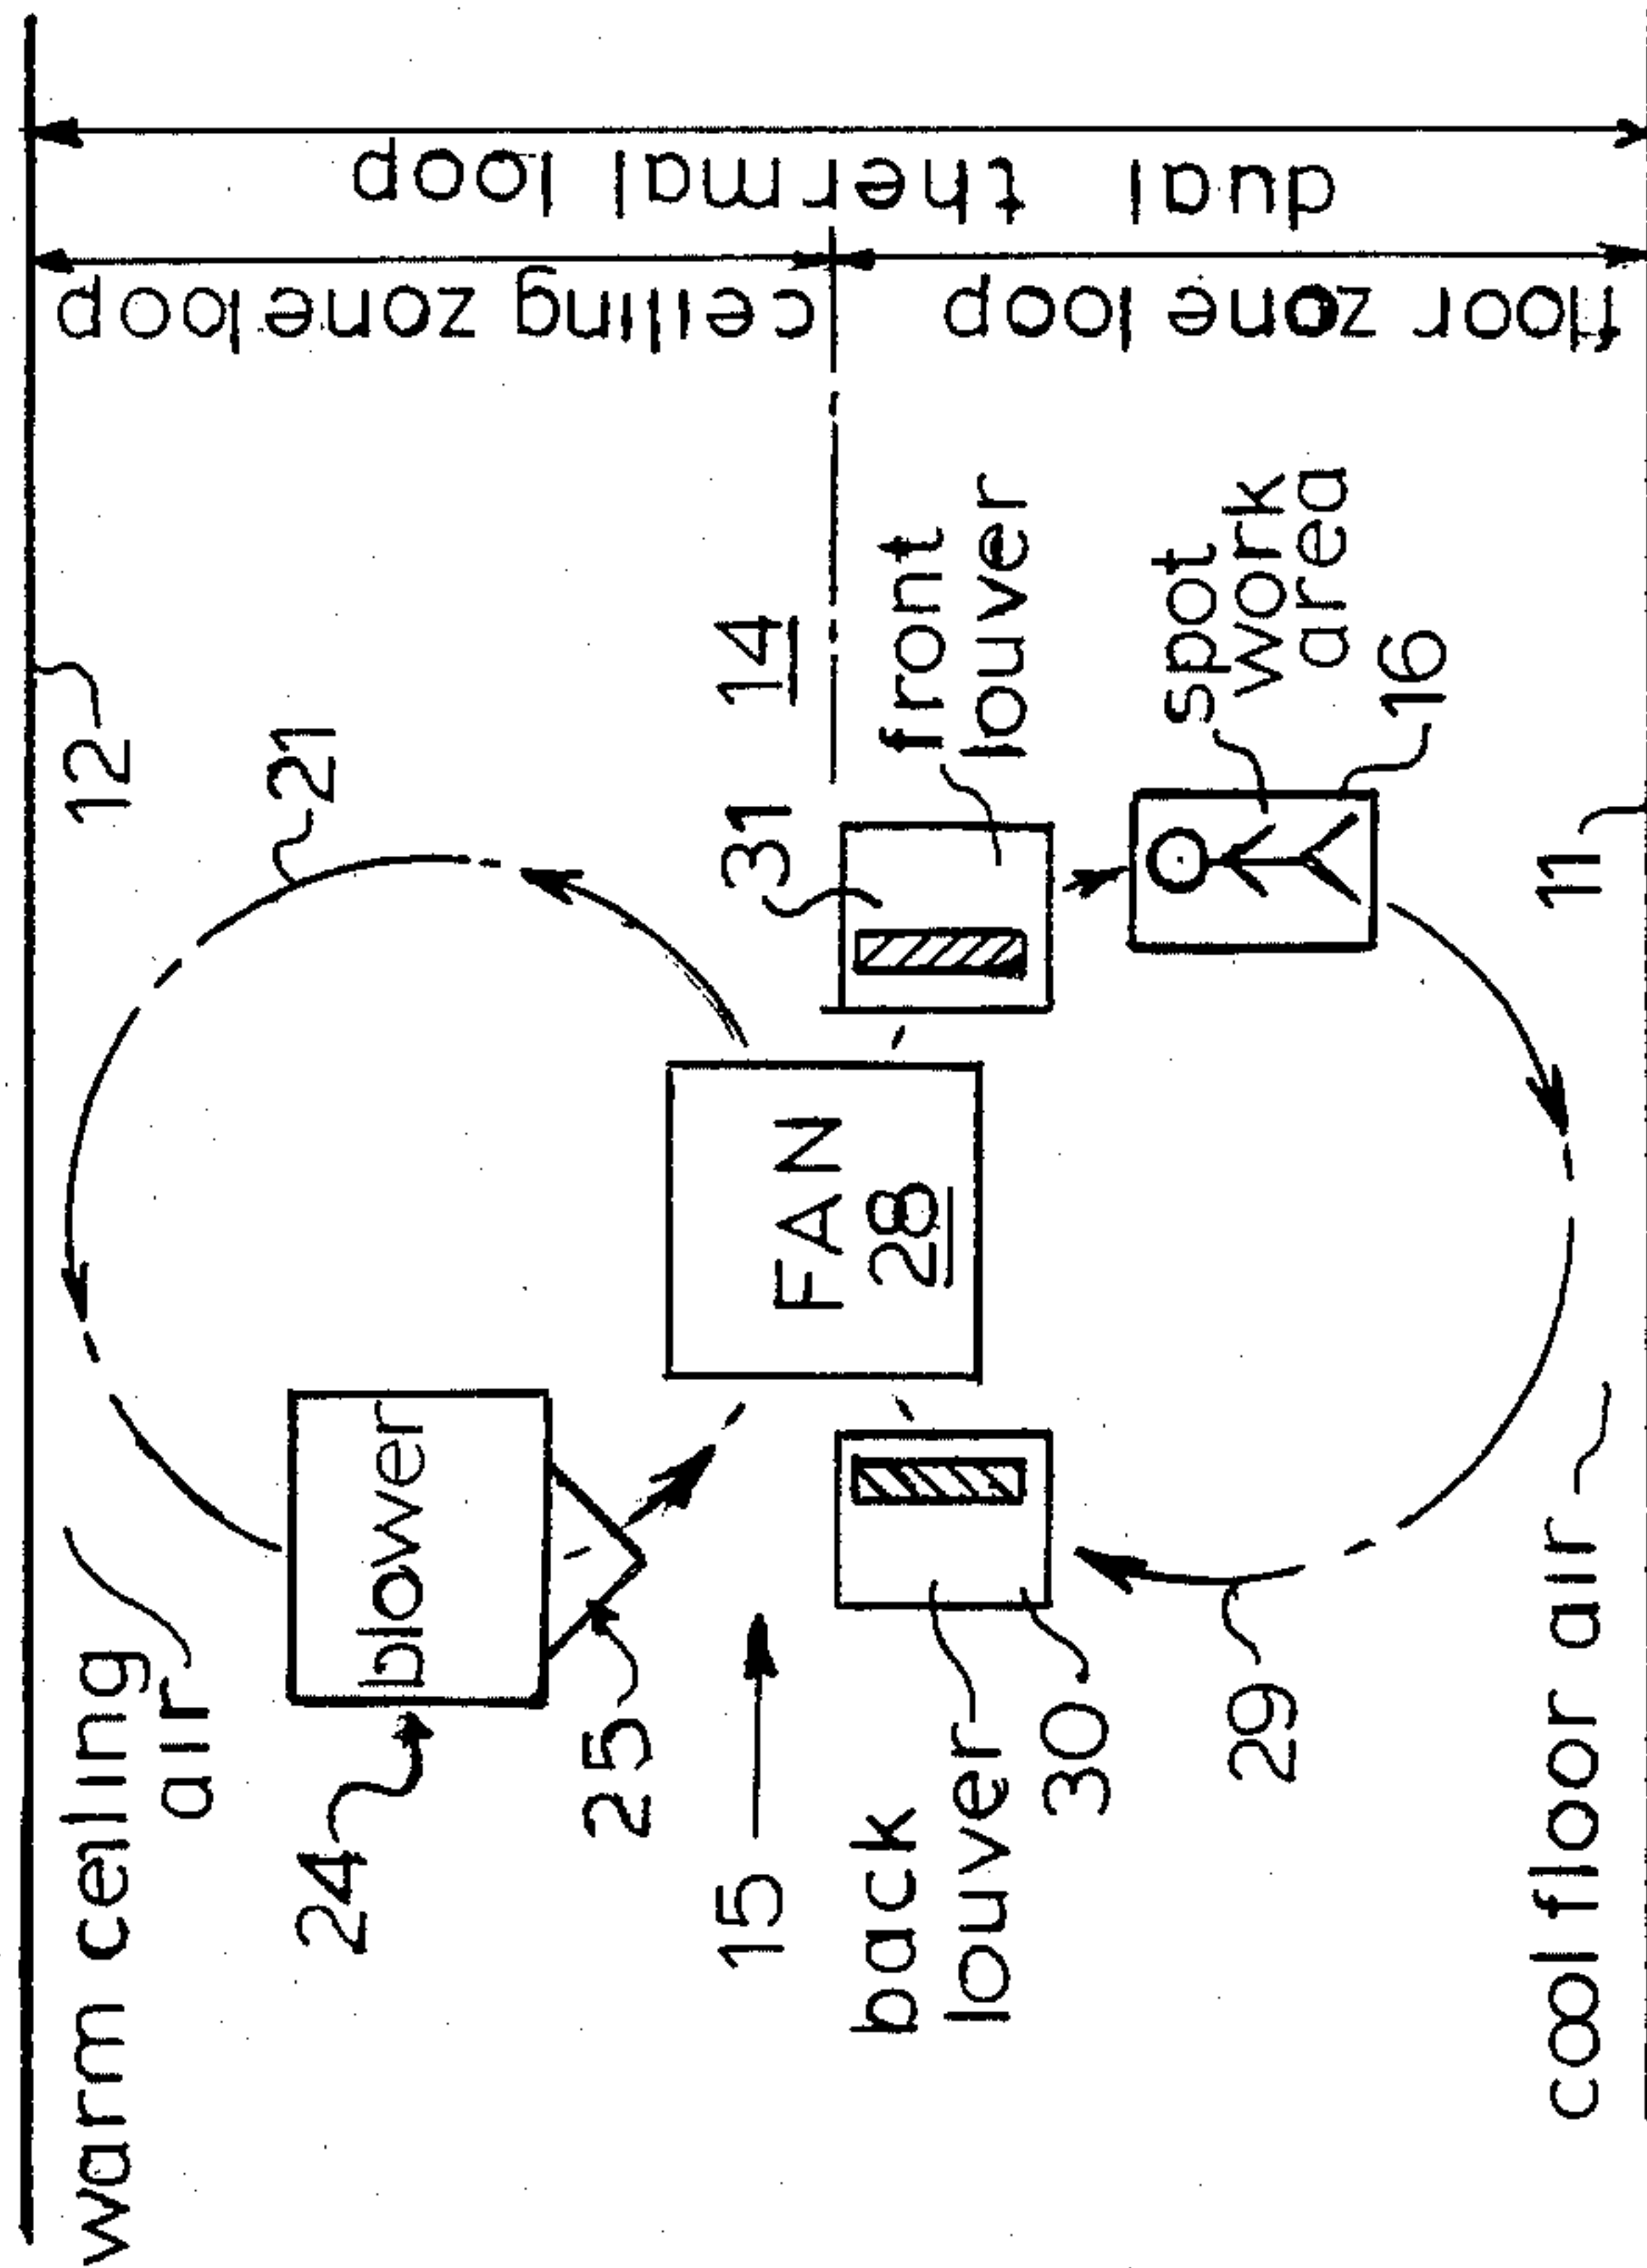 warm ceiling
air
12
21
24
blower
25
15
14
FAN
28
31
front
louver
back
louver
30
spot
work
area
16
29
11
cool floor air
ceiling zone loop
floor zone loop
dual thermal loop